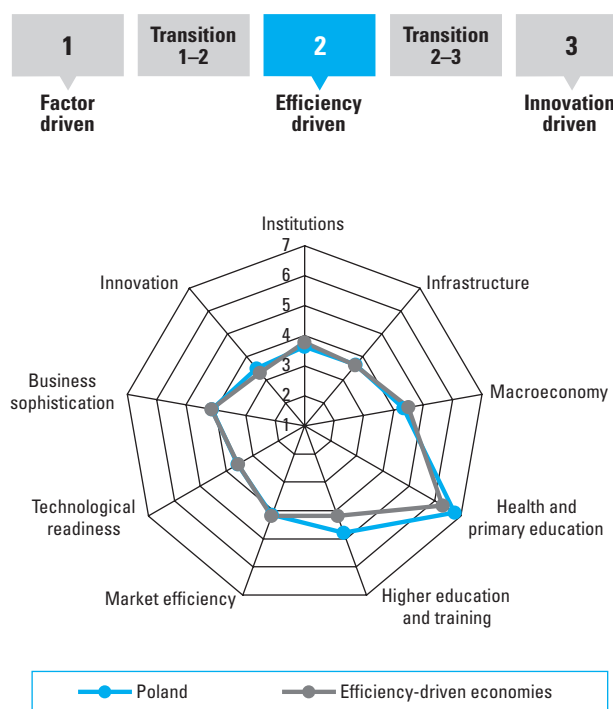 1
Transition
1–2
2
Transition
2–3
3
Factor
driven
Efficiency
driven
Innovation
driven
Institutions
7
6
5
4
3
2
1
Innovation
Infrastructure
Business
sophistication
Macroeconomy
Technological
readiness
Health and
primary education
Market efficiency
Higher education
and training
Poland
Efficiency-driven economies